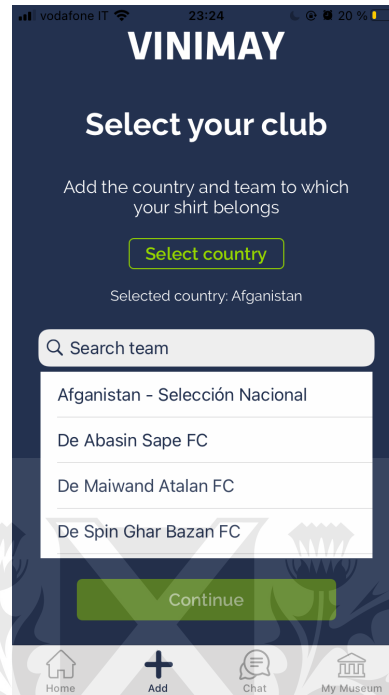 vodafone IT 23:24 20 %
VINIMAY
Select your club
Add the country and team to which
your shirt belongs
Select country
Selected country: Afganistan
Search team
Afganistan - Selección Nacional
De Abasin Sape FC
De Maiwand Atalan FC
De Spin Ghar Bazan FC
Continue
Home Add Chat My Museum